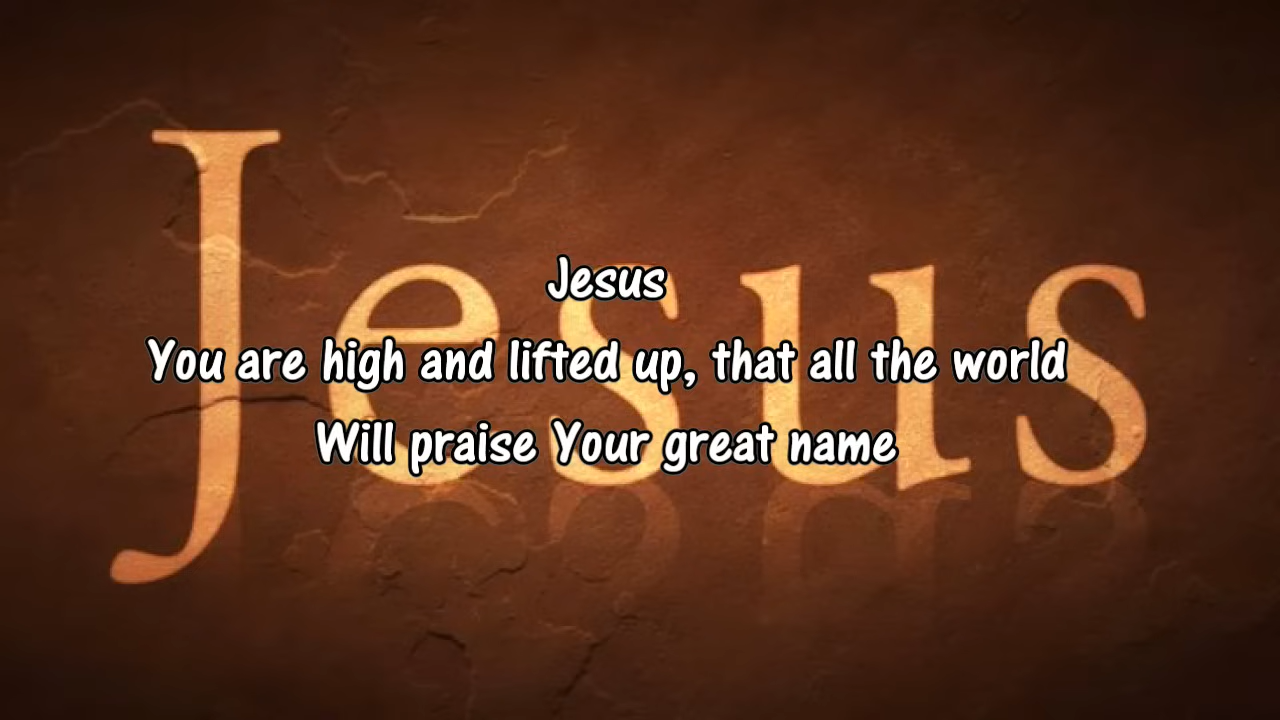 Jesus
Jesus
You are high and lifted up, that all the world
Will praise Your great name